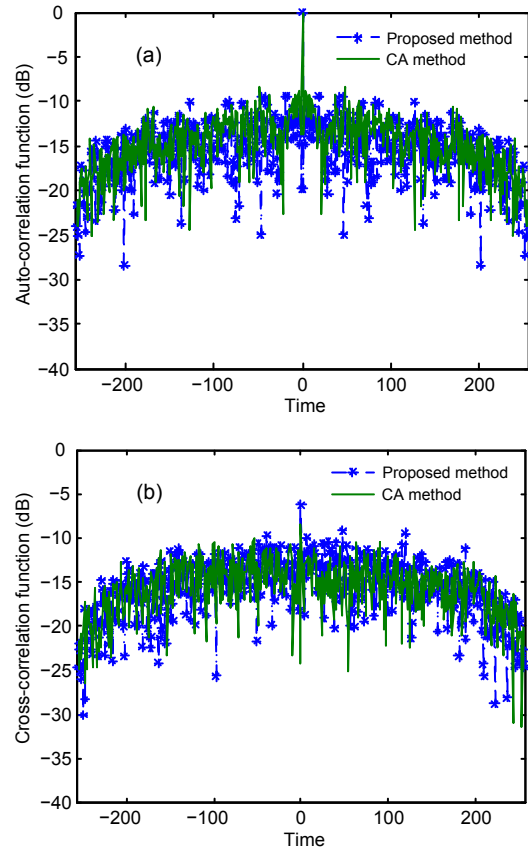 0
−5
−10
−15
−20
−25
−30
−35
−40
Auto-correlation function (dB)
(a)
Proposed method
CA method
−200 −100 0 100 200
Time
0
−5
−10
−15
−20
−25
−30
−35
−40
Cross-correlation function (dB)
(b)
Proposed method
CA method
−200 −100 0 100 200
Time